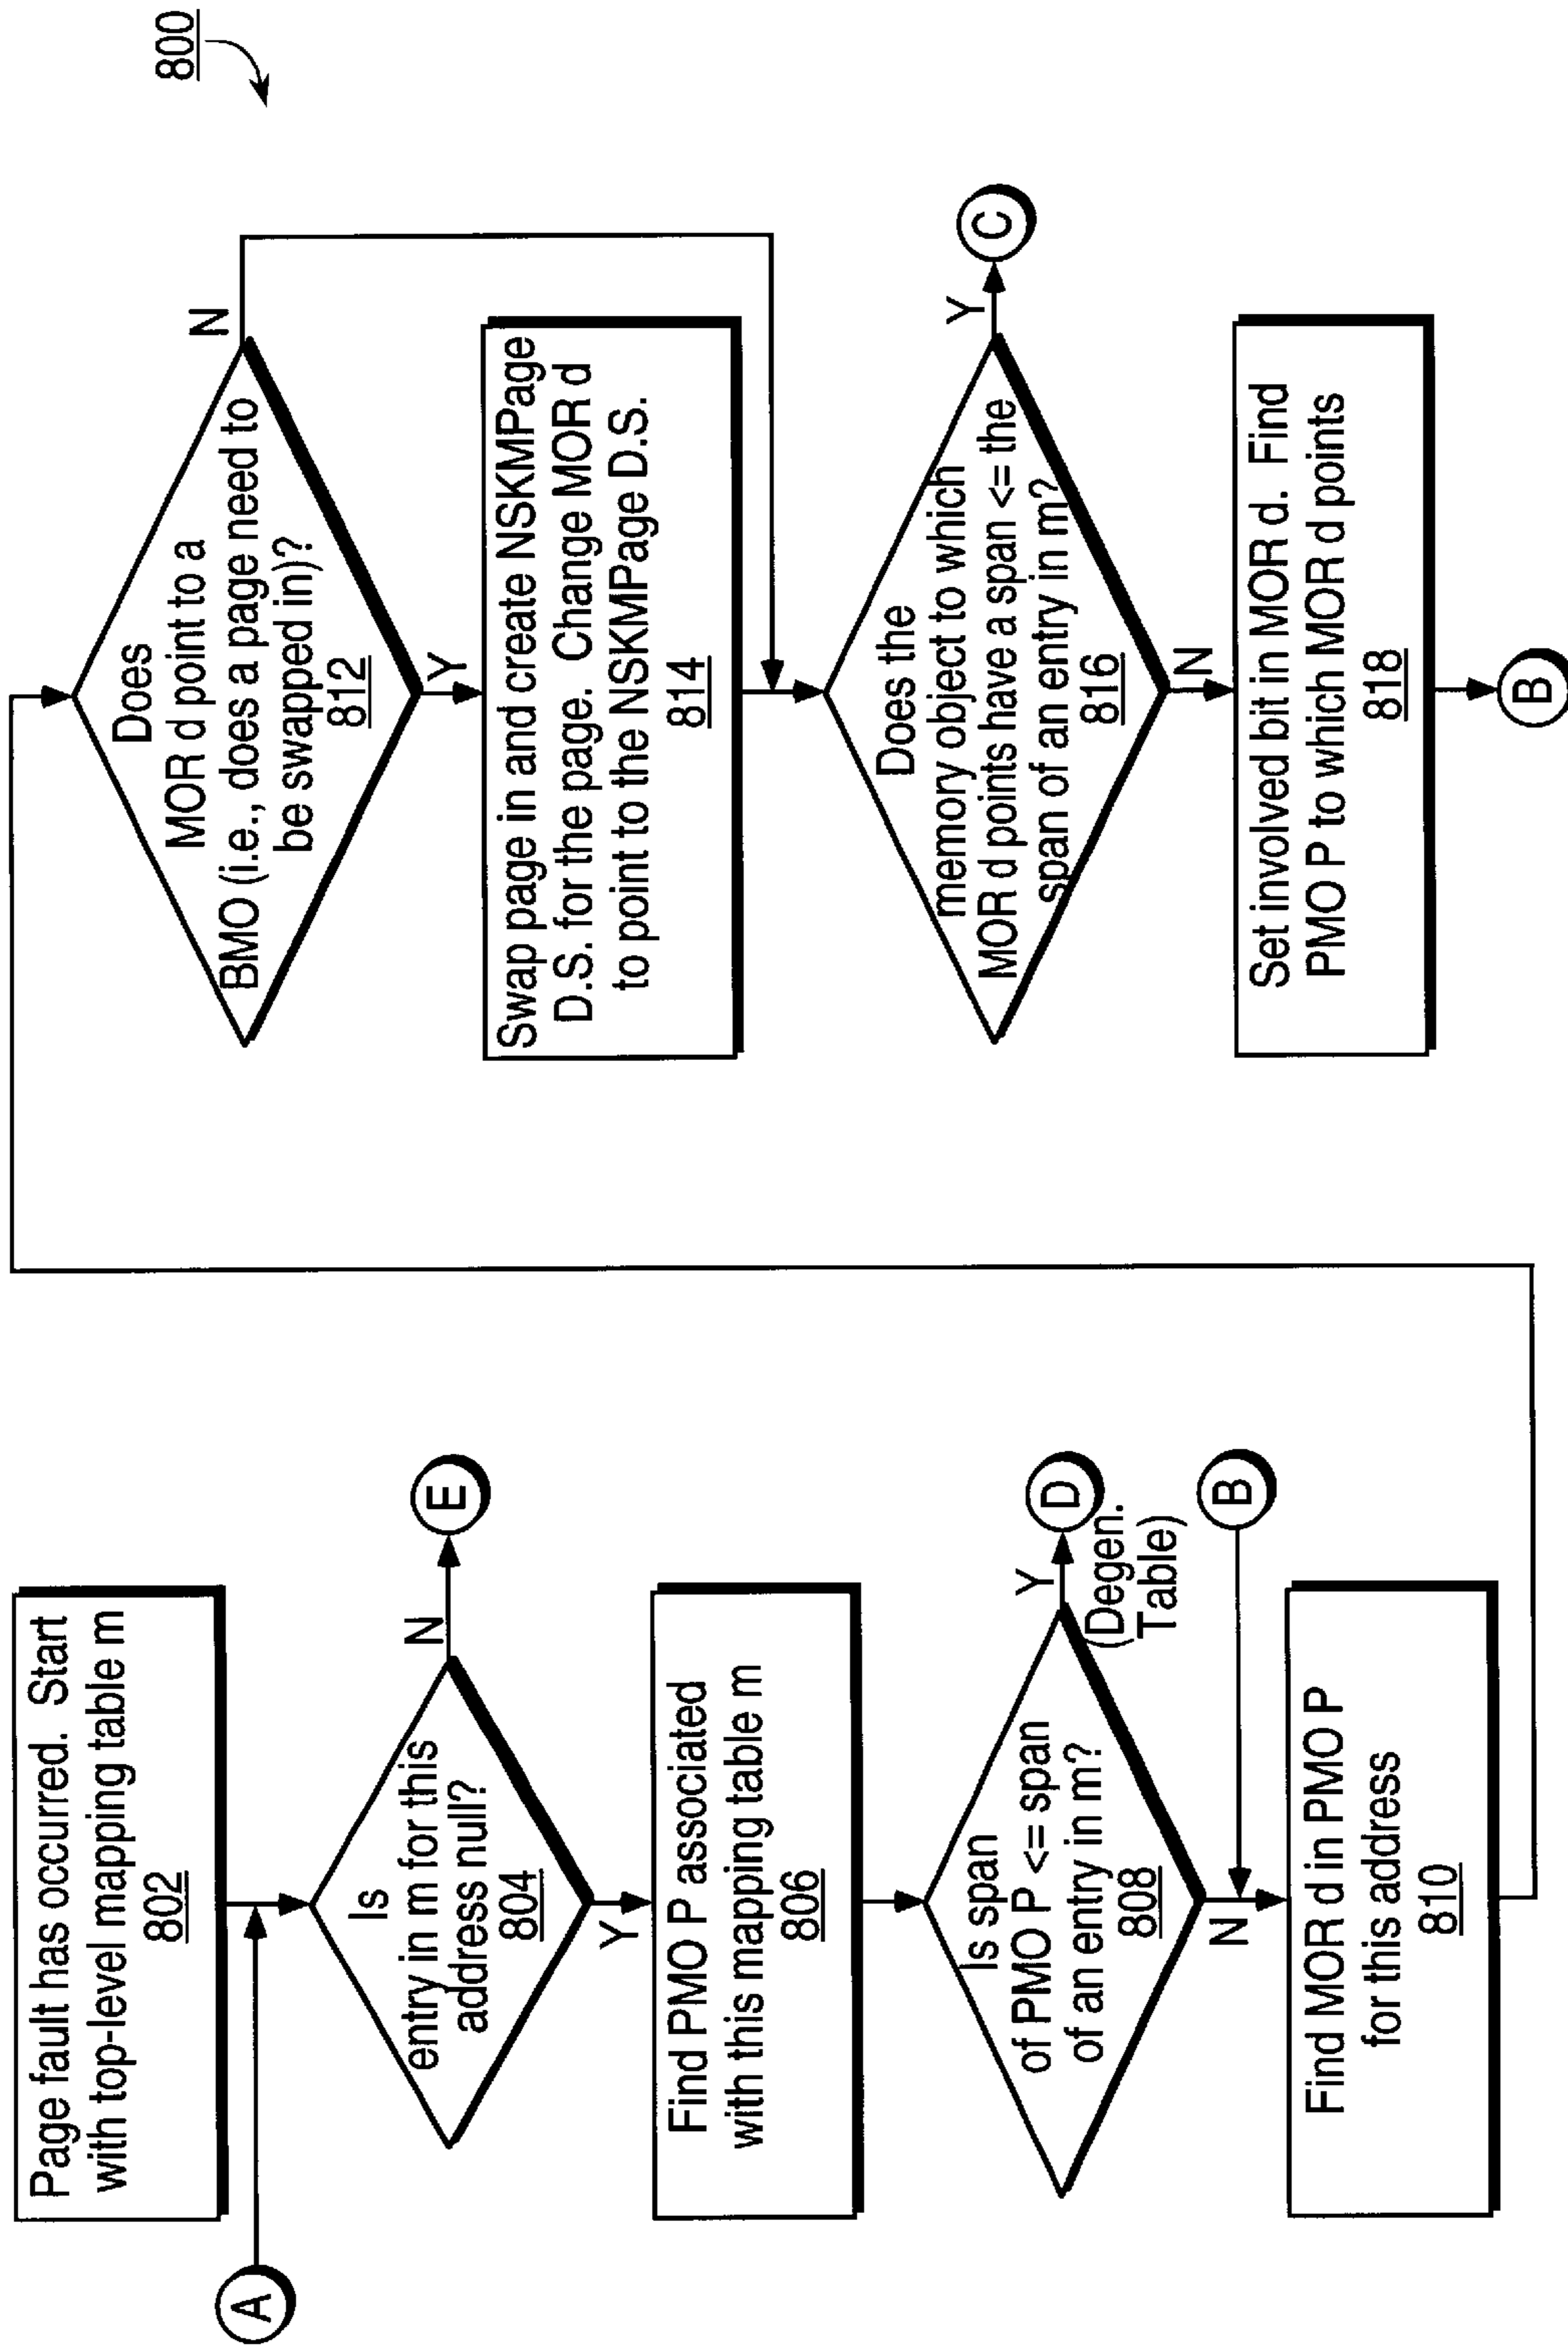 800
Page fault has occurred. Start
with top-level mapping table m
802
A
Is
entry in m for this
address null?
804
N
E
Y
Find PMO P associated
with this mapping table m
806
Is span
of PMO P <= span
of an entry in m?
808
Y
D
(Degen.
Table)
N
B
Find MOR d in PMO P
for this address
810
Does
MOR d point to a
BMO (i.e., does a page need to
be swapped in)?
812
N
Y
Swap page in and create NSKMPage
D.S. for the page. Change MOR d
to point to the NSKMPage D.S.
814
Does the
memory object to which
MOR d points have a span <= the
span of an entry in m?
816
Y
C
N
Set involved bit in MOR d. Find
PMO P to which MOR d points
818
B